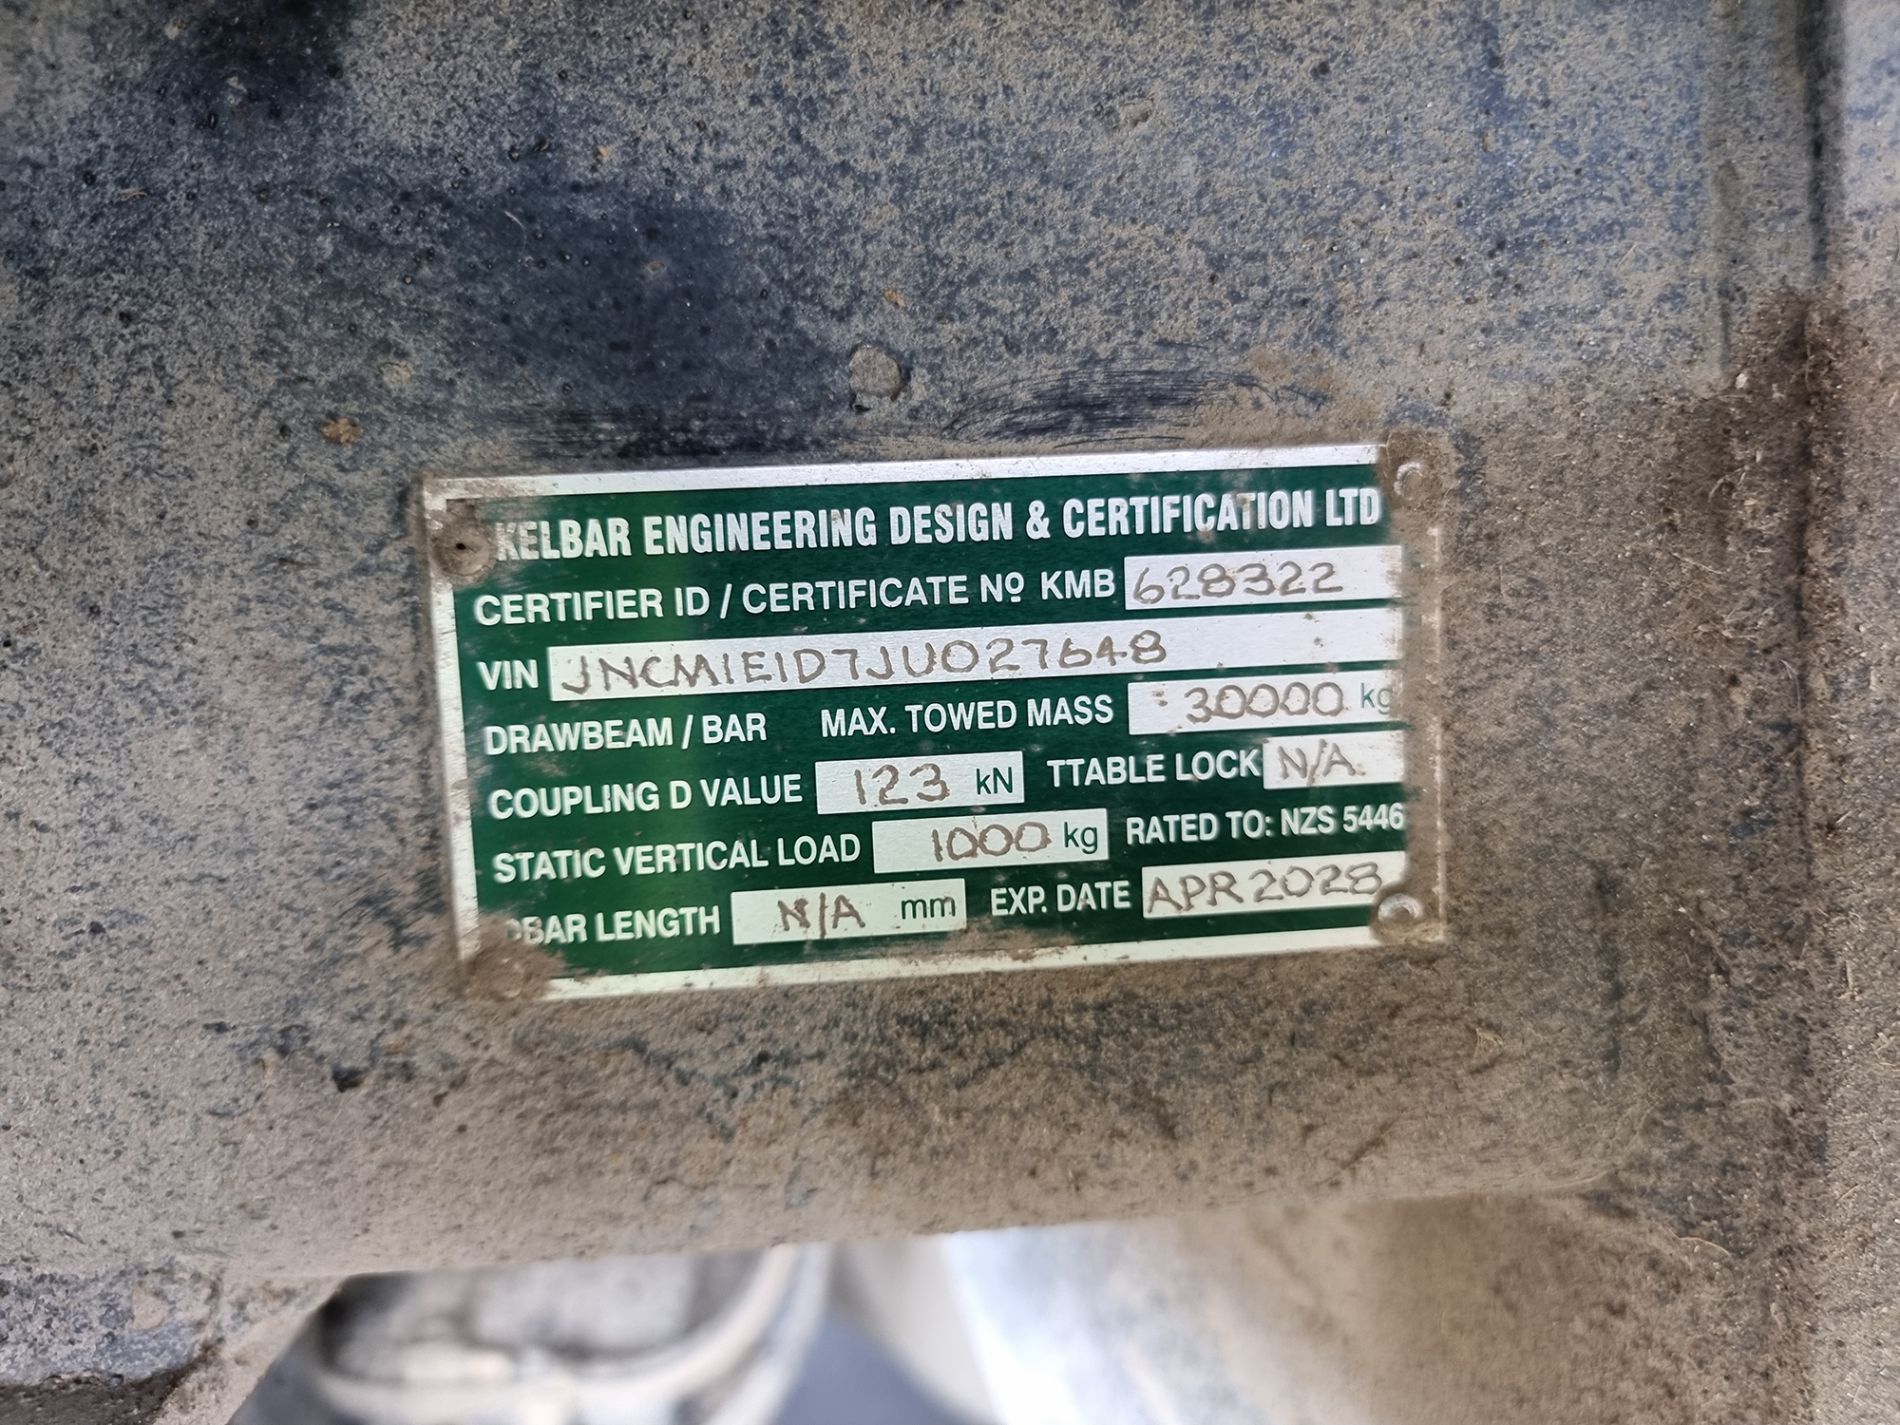 KELBAR ENGINEERING DESIGN & CERTIFICATION LTD
CERTIFIER ID / CERTIFICATE Nº KMB 628322
VIN JNCM1E1D7JU027648
DRAWBEAM / BAR MAX. TOWED MASS 30000 kg
COUPLING D VALUE 123 kN TTABLE LOCK N/A
STATIC VERTICAL LOAD 1000 kg RATED TO: NZS 5446
DBAR LENGTH N/A mm EXP. DATE APR 2028